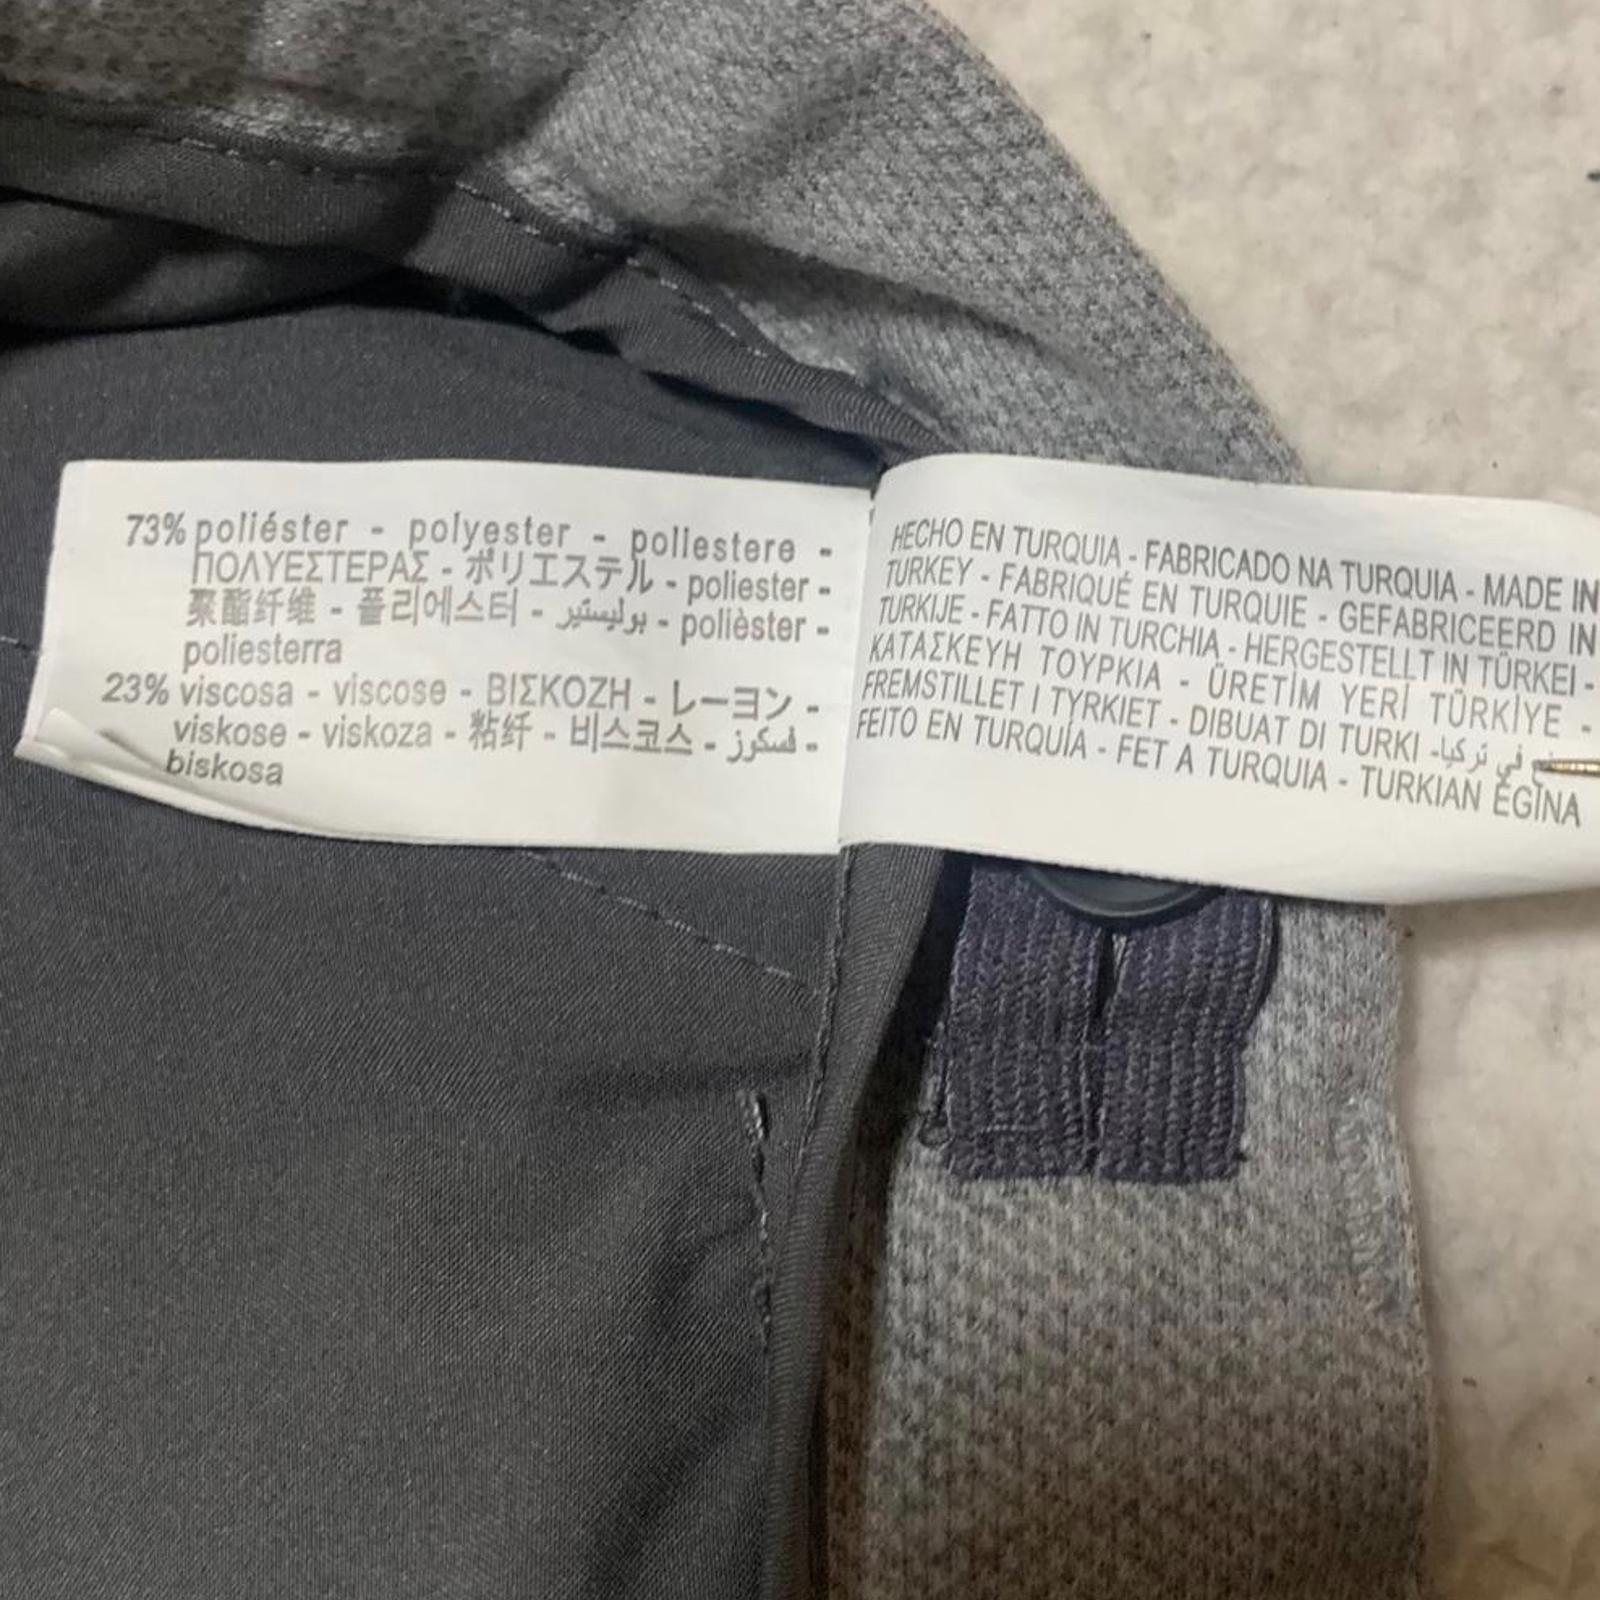 73% poliéster - polyester - poliestere -
ΠΟΛΥΕΣΤΕΡΑΣ - ポリエステル - poliester -
聚酯纤维 - 폴리에스터 - بوليستير - polièster -
poliesterra
23% viscosa - viscose - ΒΙΣΚΟΖΗ - レーヨン -
viskose - viskoza - 粘纤 - 비스코스 - فسكوز -
biskosa
HECHO EN TURQUIA - FABRICADO NA TURQUIA - MADE IN
TURKEY - FABRIQUÉ EN TURQUIE - GEFABRICEERD IN
TURKIJE - FATTO IN TURCHIA - HERGESTELLT IN TÜRKEI -
ΚΑΤΑΣΚΕΥΗ ΤΟΥΡΚΙΑ - ÜRETİM YERİ TÜRKİYE -
FREMSTILLET I TYRKIET - DIBUAT DI TURKI - في تركيا
FEITO EN TURQUÍA - FET A TURQUIA - TURKIAN EGINA